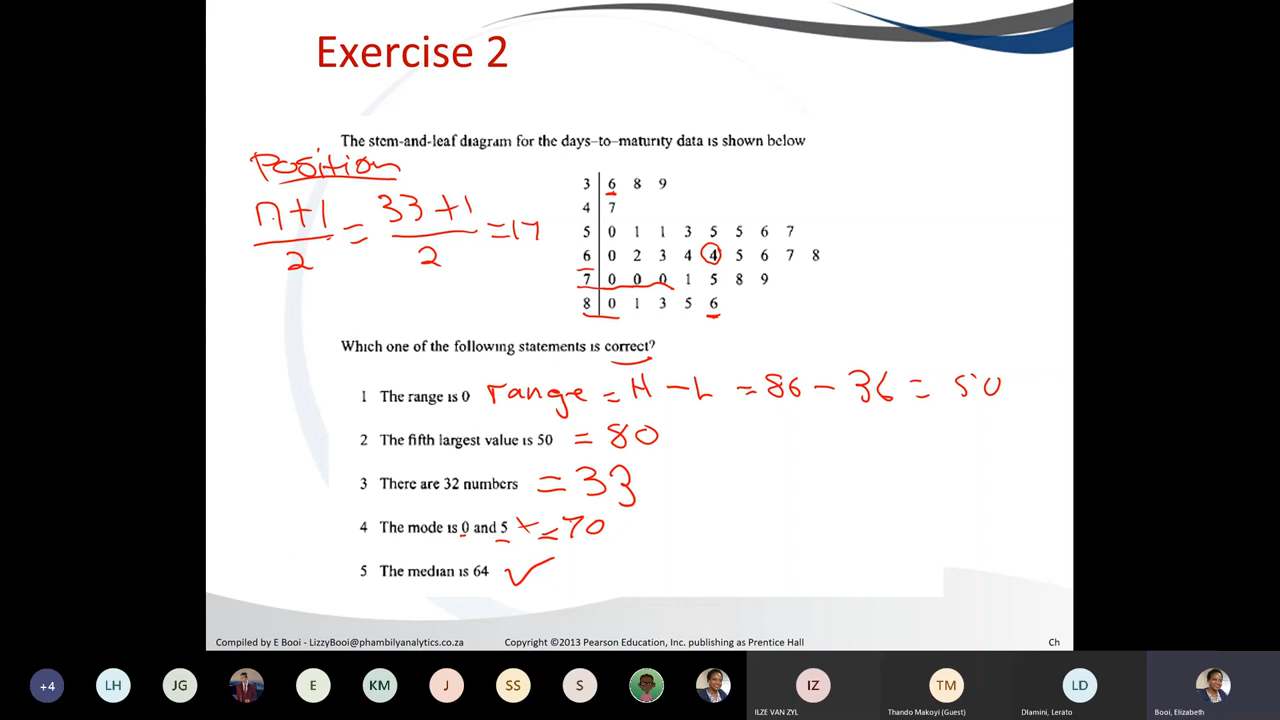 Exercise 2
The stem-and-leaf diagram for the days–to–maturity data is shown below
Position
n+1 / 2 = 33+1 / 2 = 17
3 | 6 8 9
4 | 7
5 | 0 1 1 3 5 5 6 7
6 | 0 2 3 4 4 5 6 7 8
7 | 0 0 0 1 5 8 9
8 | 0 1 3 5 6
Which one of the following statements is correct?
1 The range is 0 range = H - L = 86 - 36 = 50
2 The fifth largest value is 50 = 80
3 There are 32 numbers = 33
4 The mode is 0 and 5 × = 70
5 The median is 64 ✓
Compiled by E Booi - LizzyBooi@phambilyanalytics.co.za Copyright ©2013 Pearson Education, Inc. publishing as Prentice Hall Ch
+4 LH JG E KM J SS S IZ TM LD
ILZE VAN ZYL Thando Makoyi (Guest) Dlamini, Lerato Booi, Elizabeth